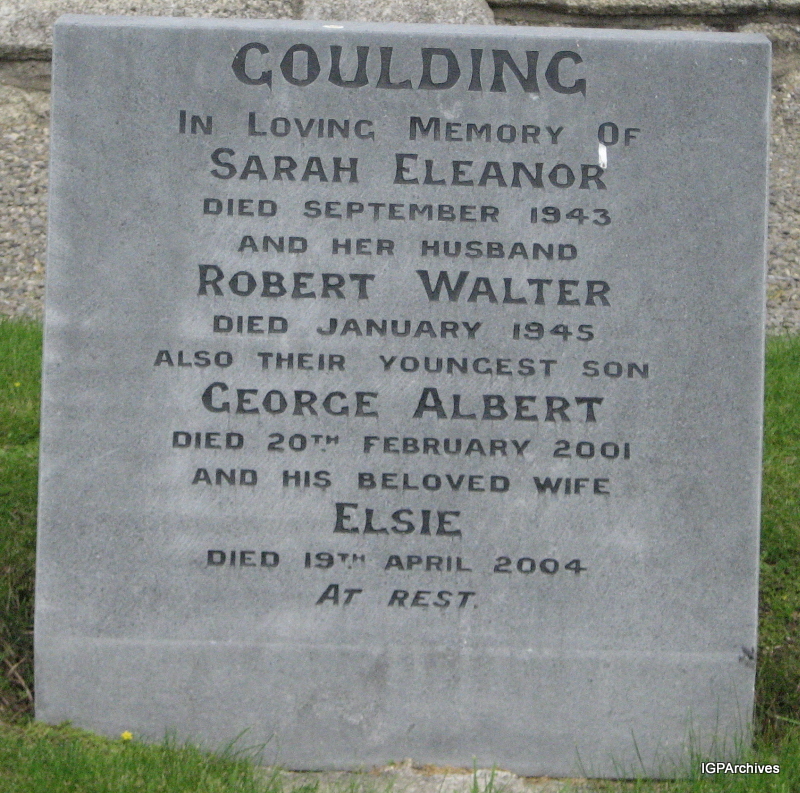 GOULDING
IN LOVING MEMORY OF
SARAH ELEANOR
DIED SEPTEMBER 1943
AND HER HUSBAND
ROBERT WALTER
DIED JANUARY 1945
ALSO THEIR YOUNGEST SON
GEORGE ALBERT
DIED 20TH FEBRUARY 2001
AND HIS BELOVED WIFE
ELSIE
DIED 19TH APRIL 2004
AT REST.
IGPArchives